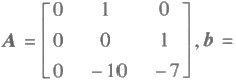 A = [ 0 1 0
0 0 1
0 -10 -7 ], b =